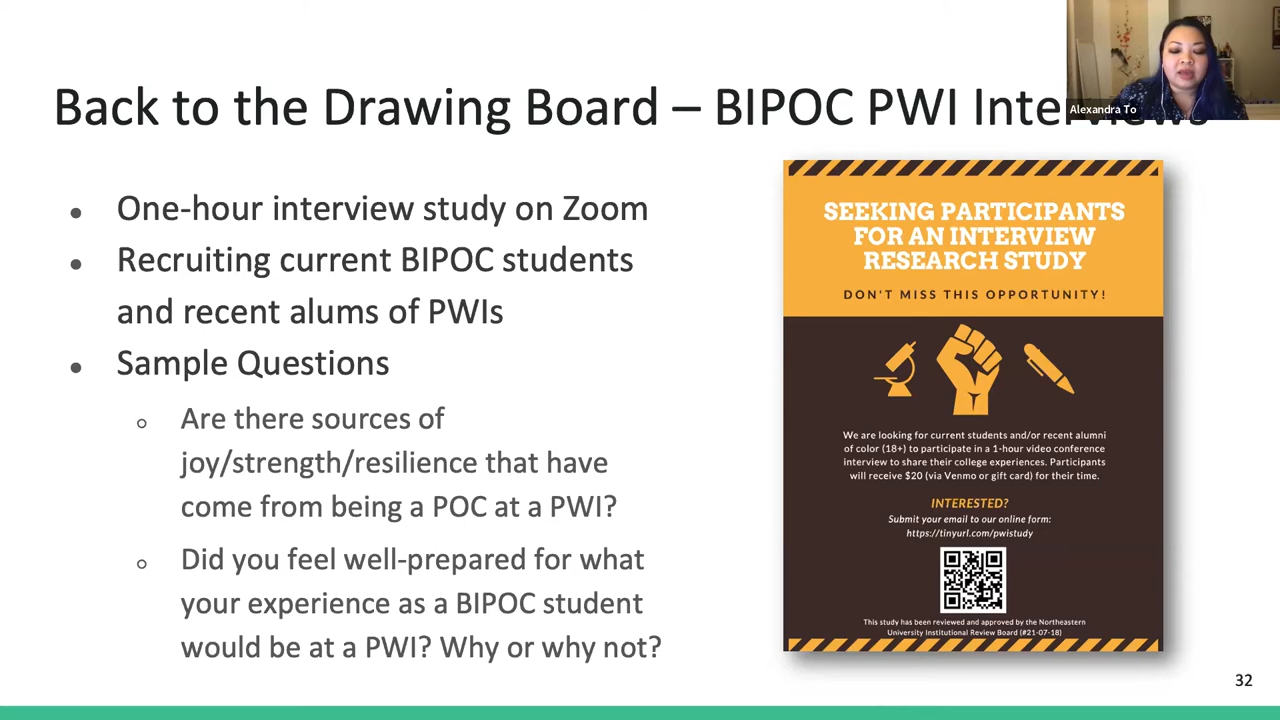 Back to the Drawing Board – BIPOC PWI Interviews
Alexandra To
● One-hour interview study on Zoom
● Recruiting current BIPOC students
and recent alums of PWIs
● Sample Questions
○ Are there sources of
joy/strength/resilience that have
come from being a POC at a PWI?
○ Did you feel well-prepared for what
your experience as a BIPOC student
would be at a PWI? Why or why not?
SEEKING PARTICIPANTS
FOR AN INTERVIEW
RESEARCH STUDY
DON'T MISS THIS OPPORTUNITY!
We are looking for current students and/or recent alumni
of color (18+) to participate in a 1-hour video conference
interview to share their college experiences. Participants
will receive $20 (via Venmo or gift card) for their time.
INTERESTED?
Submit your email to our online form:
https://tinyurl.com/pwistudy
This study has been reviewed and approved by the Northeastern
University Institutional Review Board (#21-07-18)
32